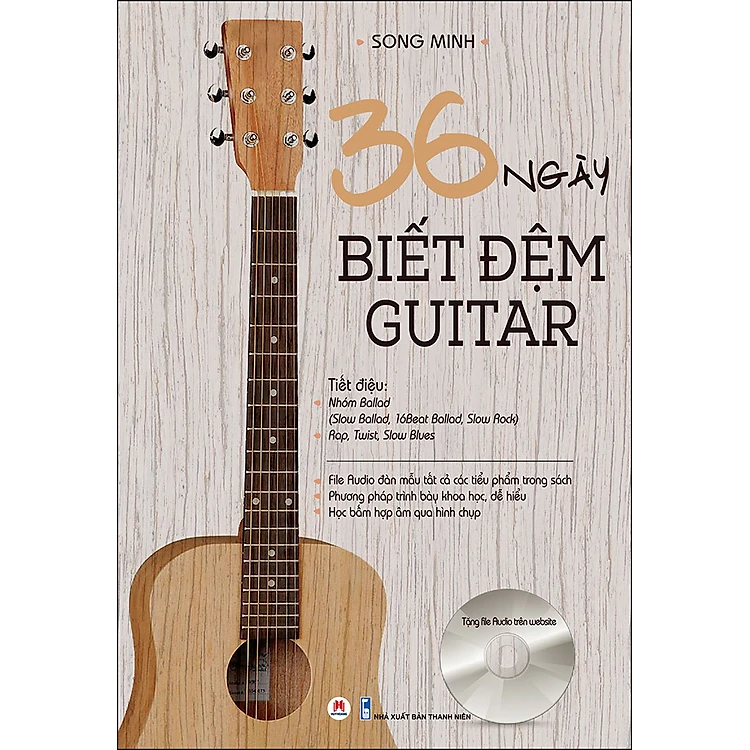 SONG MINH
36 NGÀY
BIẾT ĐỆM
GUITAR
Tiết điệu:
Nhóm Ballad
(Slow Ballad, 16Beat Ballad, Slow Rock)
Rap, Twist, Slow Blues
File Audio đàn mẫu tất cả các tiểu phẩm trong sách
Phương pháp trình bày khoa học, dễ hiểu
Học bấm hợp âm qua hình chụp
Tặng file Audio trên website
NHÀ XUẤT BẢN THANH NIÊN